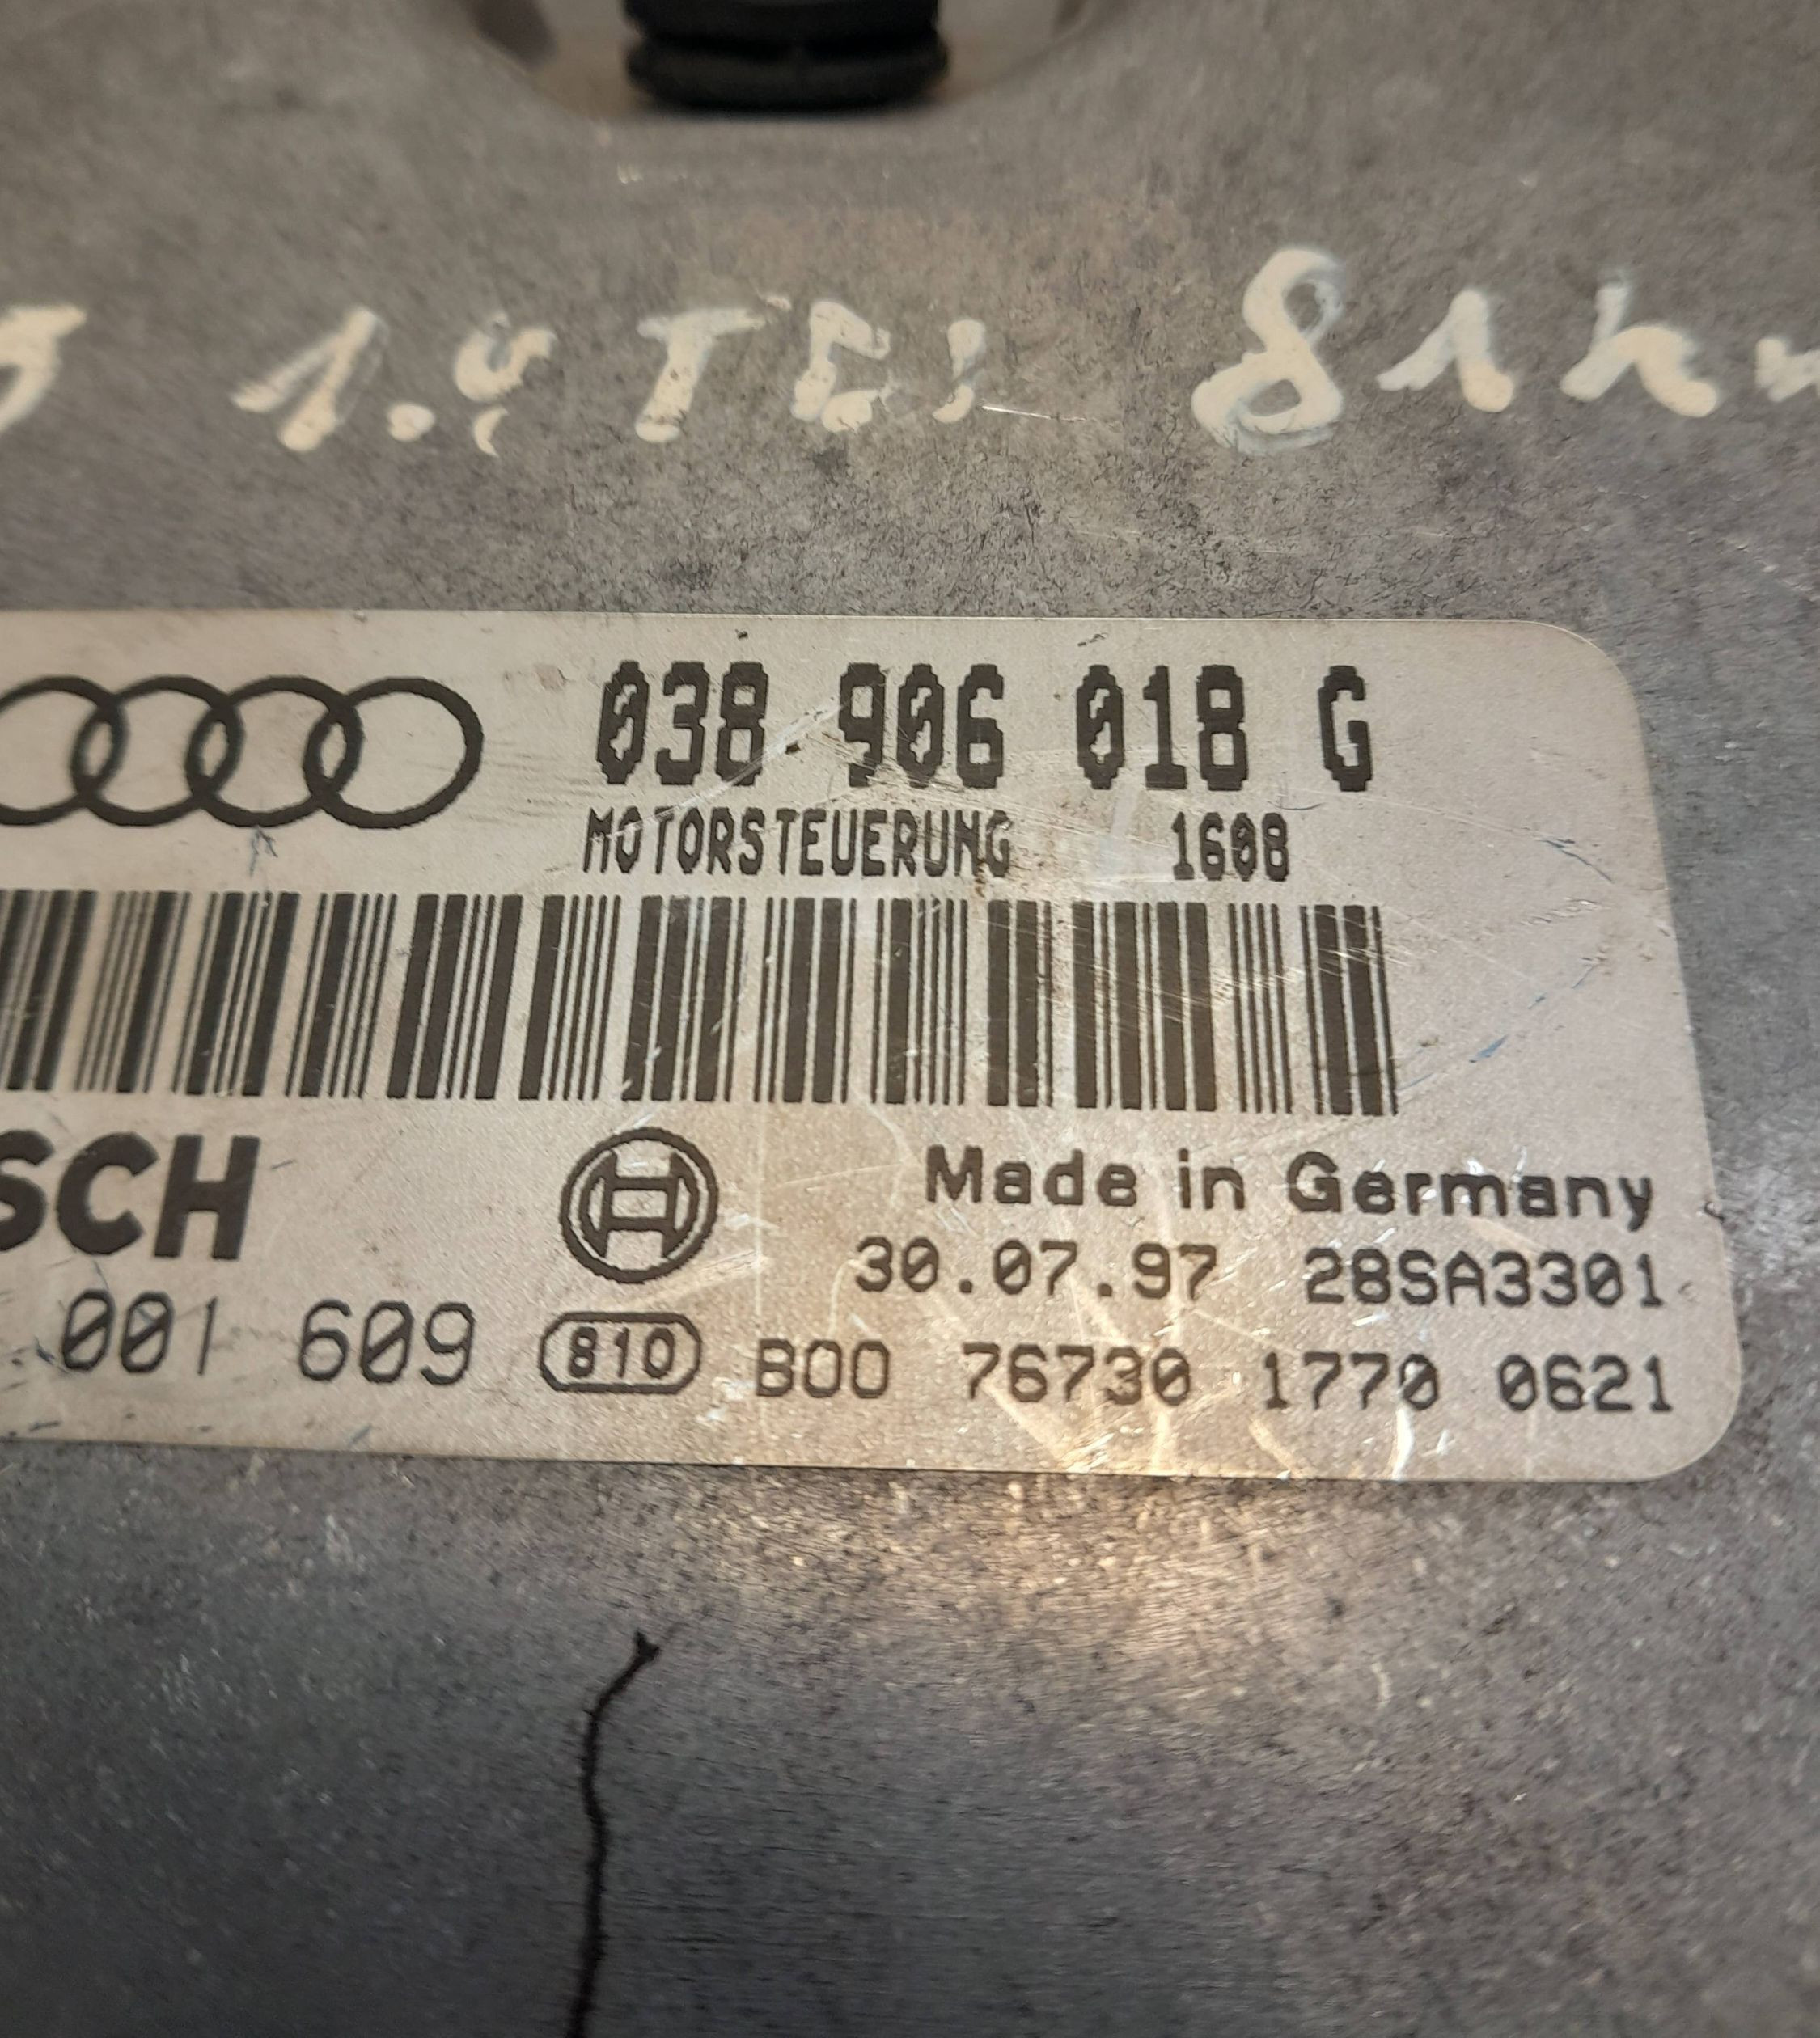 1.9 TDI 81k
038 906 018 G
MOTORSTEUERUNG 1608
SCH
Made in Germany
30.07.97 28SA3301
001 609 810 B00 76730 1770 0621